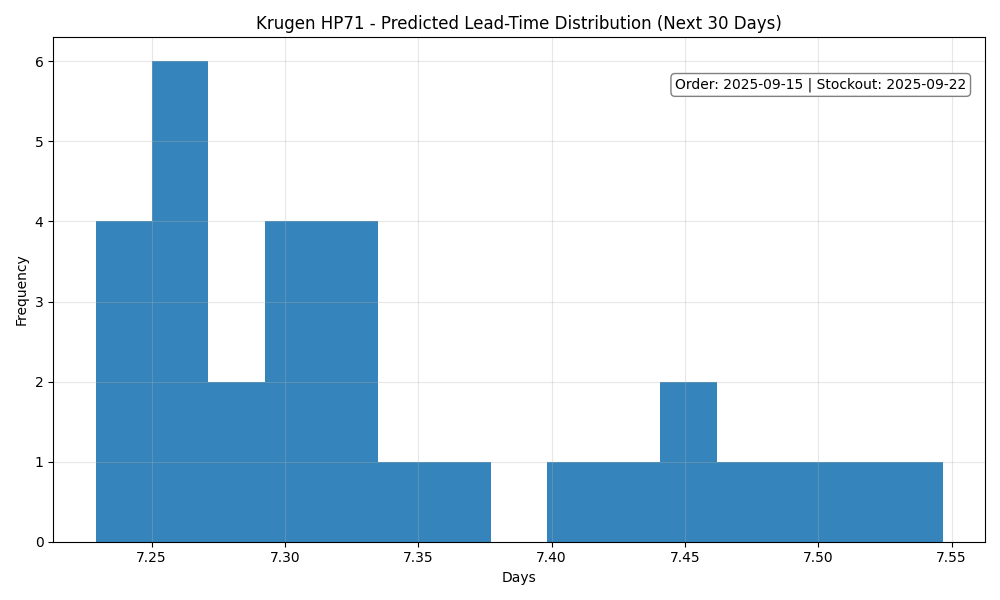 Krugen HP71 - Predicted Lead-Time Distribution (Next 30 Days)
Order: 2025-09-15 | Stockout: 2025-09-22
Frequency
6
5
4
3
2
1
0
7.25 7.30 7.35 7.40 7.45 7.50 7.55
Days